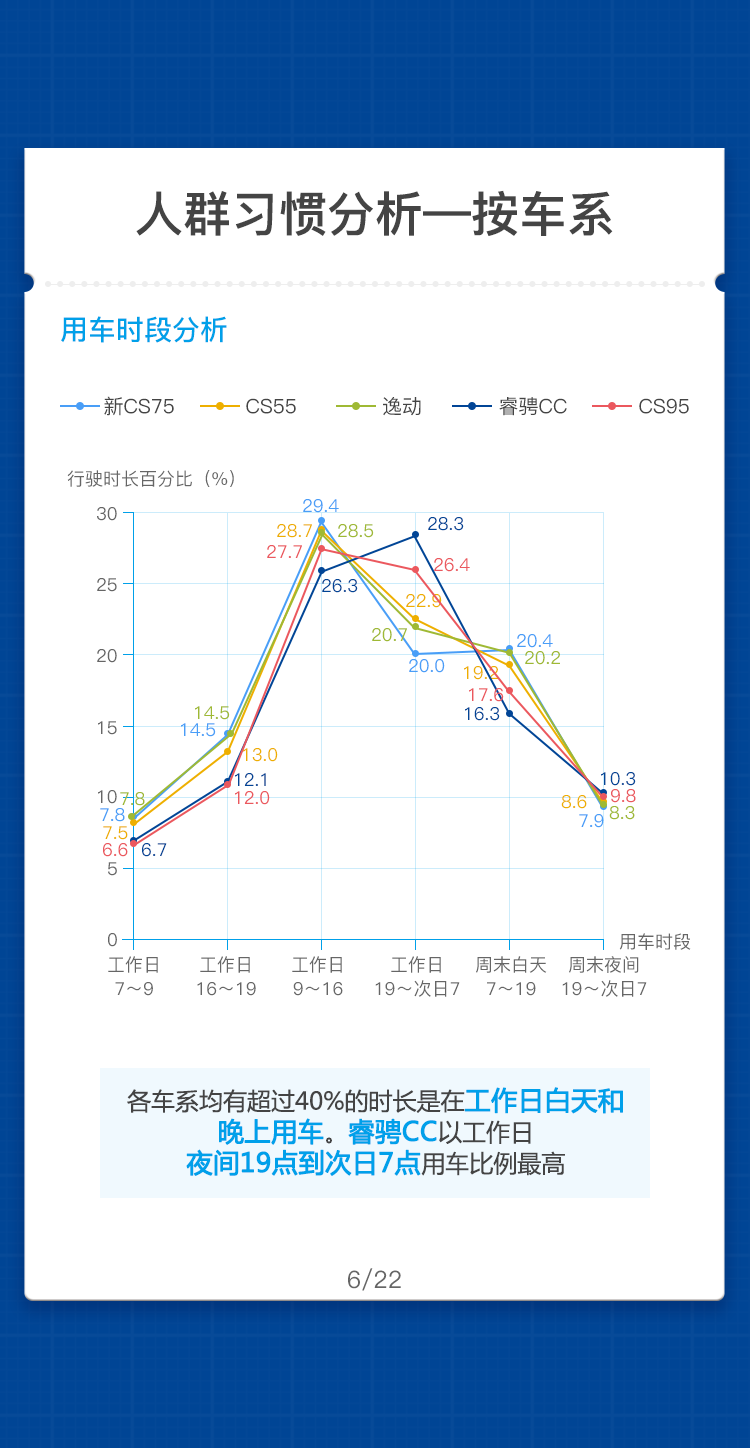 人群习惯分析—按车系
用车时段分析
新CS75 CS55 逸动 睿骋CC CS95
行驶时长百分比（%）
29.4
30
28.7 28.5 28.3
27.7
26.4
26.3
25
22.9
20.7 20.4
20 20.2
20.0 19.2
17.6
16.3
14.5
15
14.5
13.0
12.1 10.3
10 7.8 12.0 8.6 9.8
7.8 8.3
7.5 7.9
6.6 6.7
5
0 用车时段
工作日 工作日 工作日 工作日 周末白天 周末夜间
7～9 16～19 9～16 19～次日7 7～19 19～次日7
各车系均有超过40%的时长是在工作日白天和
晚上用车。睿骋CC以工作日
夜间19点到次日7点用车比例最高
6/22